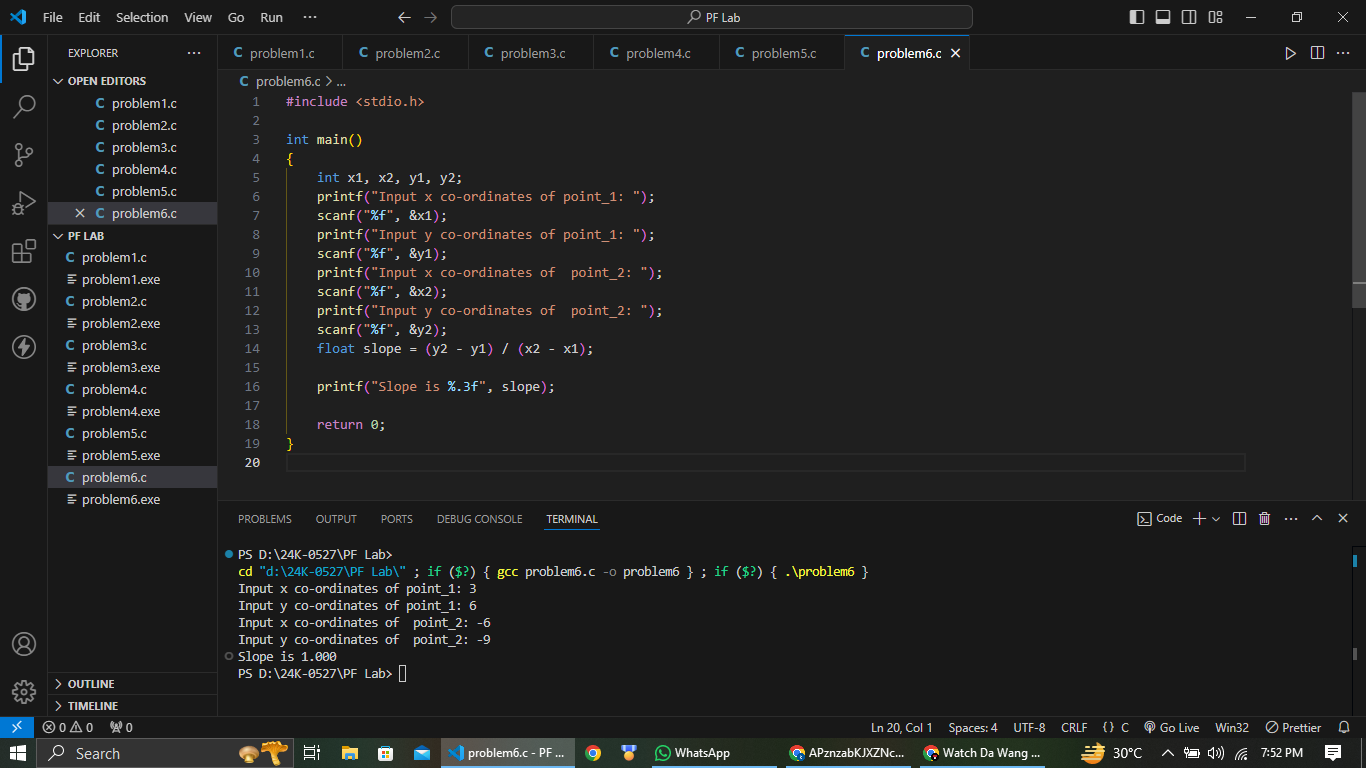 File Edit Selection View Go Run ··· PF Lab
EXPLORER ···
OPEN EDITORS
C problem1.c
C problem2.c
C problem3.c
C problem4.c
C problem5.c
C problem6.c
PF LAB
C problem1.c
problem1.exe
C problem2.c
problem2.exe
C problem3.c
problem3.exe
C problem4.c
problem4.exe
C problem5.c
problem5.exe
C problem6.c
problem6.exe
OUTLINE
TIMELINE
C problem1.c C problem2.c C problem3.c C problem4.c C problem5.c C problem6.c
C problem6.c > ...
1 #include <stdio.h>
2
3 int main()
4 {
5 int x1, x2, y1, y2;
6 printf("Input x co-ordinates of point_1: ");
7 scanf("%f", &x1);
8 printf("Input y co-ordinates of point_1: ");
9 scanf("%f", &y1);
10 printf("Input x co-ordinates of  point_2: ");
11 scanf("%f", &x2);
12 printf("Input y co-ordinates of  point_2: ");
13 scanf("%f", &y2);
14 float slope = (y2 - y1) / (x2 - x1);
15
16 printf("Slope is %.3f", slope);
17
18 return 0;
19 }
20
PROBLEMS OUTPUT PORTS DEBUG CONSOLE TERMINAL Code
PS D:\24K-0527\PF Lab>
cd "d:\24K-0527\PF Lab\" ; if ($?) { gcc problem6.c -o problem6 } ; if ($?) { .\problem6 }
Input x co-ordinates of point_1: 3
Input y co-ordinates of point_1: 6
Input x co-ordinates of  point_2: -6
Input y co-ordinates of  point_2: -9
Slope is 1.000
PS D:\24K-0527\PF Lab>
0 0 0 Ln 20, Col 1 Spaces: 4 UTF-8 CRLF {} C Go Live Win32 Prettier
Search problem6.c - PF ... WhatsApp APznzabKJXZNc... Watch Da Wang ... 30°C 7:52 PM